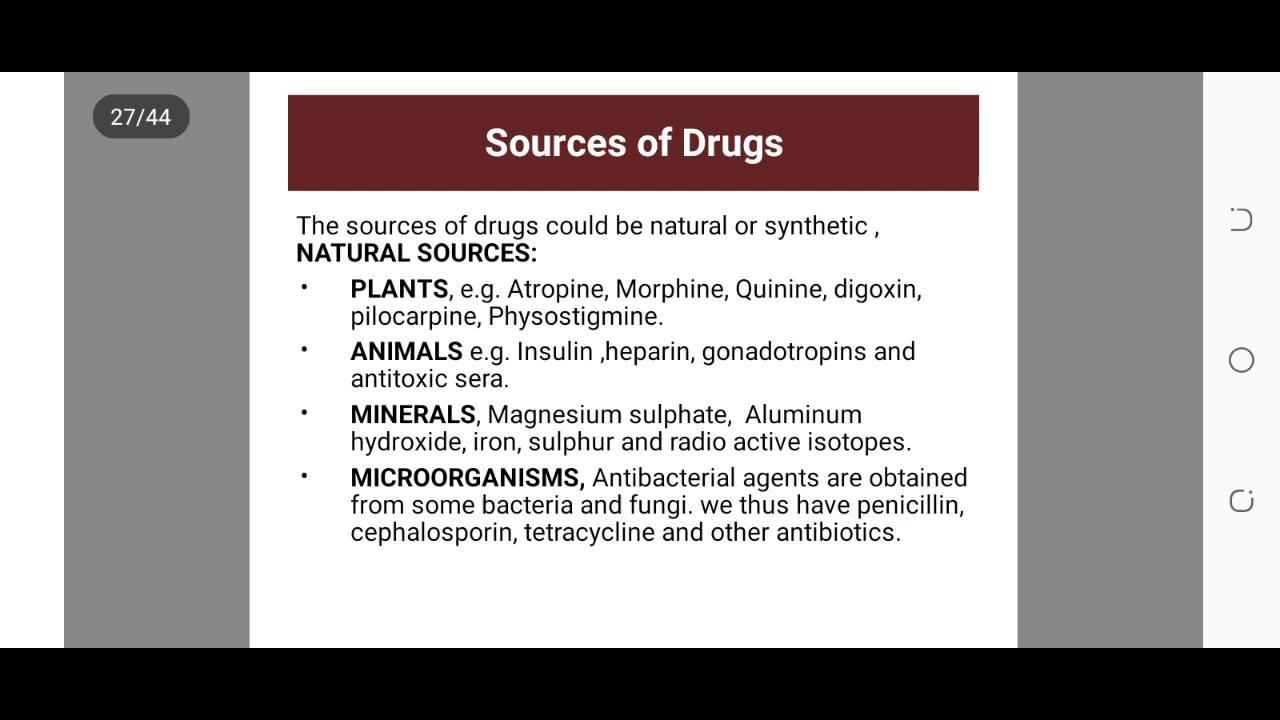 27/44
Sources of Drugs
The sources of drugs could be natural or synthetic ,
NATURAL SOURCES:
• PLANTS, e.g. Atropine, Morphine, Quinine, digoxin,
pilocarpine, Physostigmine.
• ANIMALS e.g. Insulin ,heparin, gonadotropins and
antitoxic sera.
• MINERALS, Magnesium sulphate,  Aluminum
hydroxide, iron, sulphur and radio active isotopes.
• MICROORGANISMS, Antibacterial agents are obtained
from some bacteria and fungi. we thus have penicillin,
cephalosporin, tetracycline and other antibiotics.